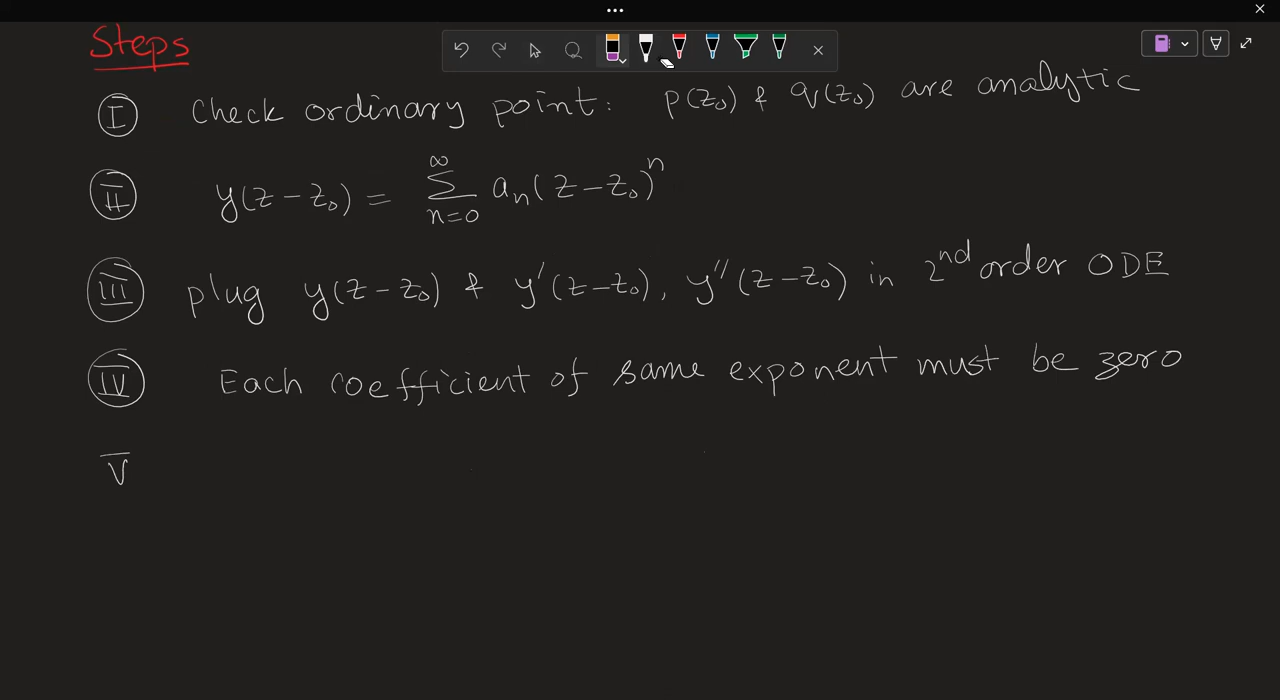 Steps
I Check ordinary point: p(z₀) & q(z₀) are analytic
II y(z-z₀) = ∑_{n=0}^{∞} aₙ(z-z₀)ⁿ
III plug y(z-z₀) & y'(z-z₀), y''(z-z₀) in 2nd order ODE
IV Each coefficient of same exponent must be zero
V